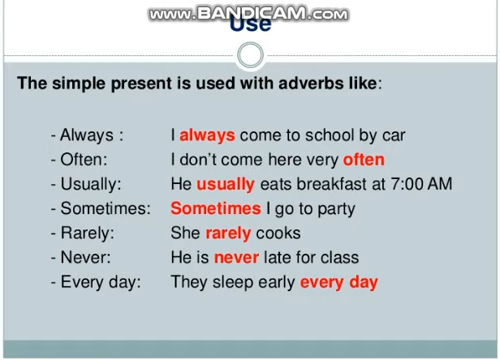 www.BANDICAM.com
Use
The simple present is used with adverbs like:
- Always : I always come to school by car
- Often: I don't come here very often
- Usually: He usually eats breakfast at 7:00 AM
- Sometimes: Sometimes I go to party
- Rarely: She rarely cooks
- Never: He is never late for class
- Every day: They sleep early every day